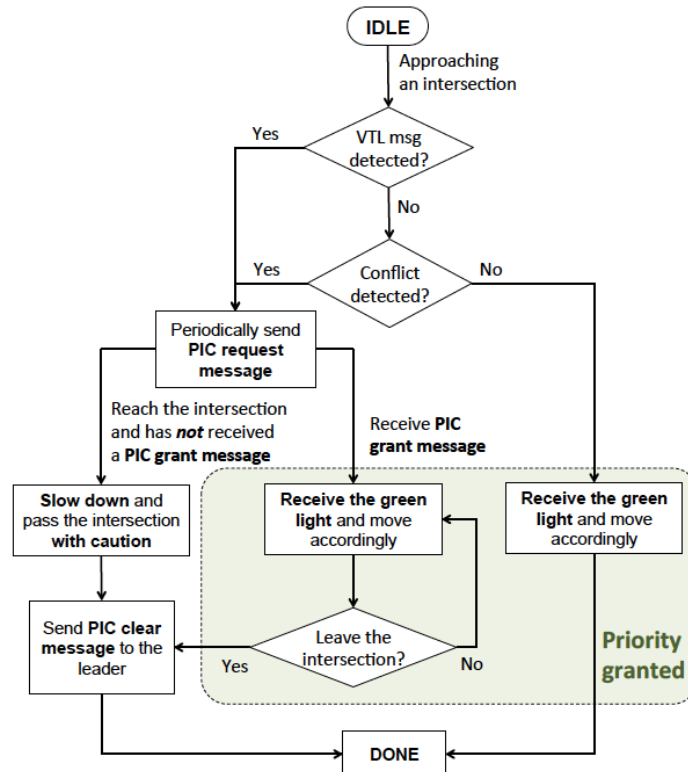 IDLE
Approaching
an intersection
Yes
VTL msg
detected?
No
Yes
Conflict
detected?
No
Periodically send
PIC request
message
Reach the intersection
and has not received
a PIC grant message
Receive PIC
grant message
Slow down and
pass the intersection
with caution
Receive the green
light and move
accordingly
Receive the green
light and move
accordingly
Send PIC clear
message to the
leader
Yes
Leave the
intersection?
No
Priority
granted
DONE